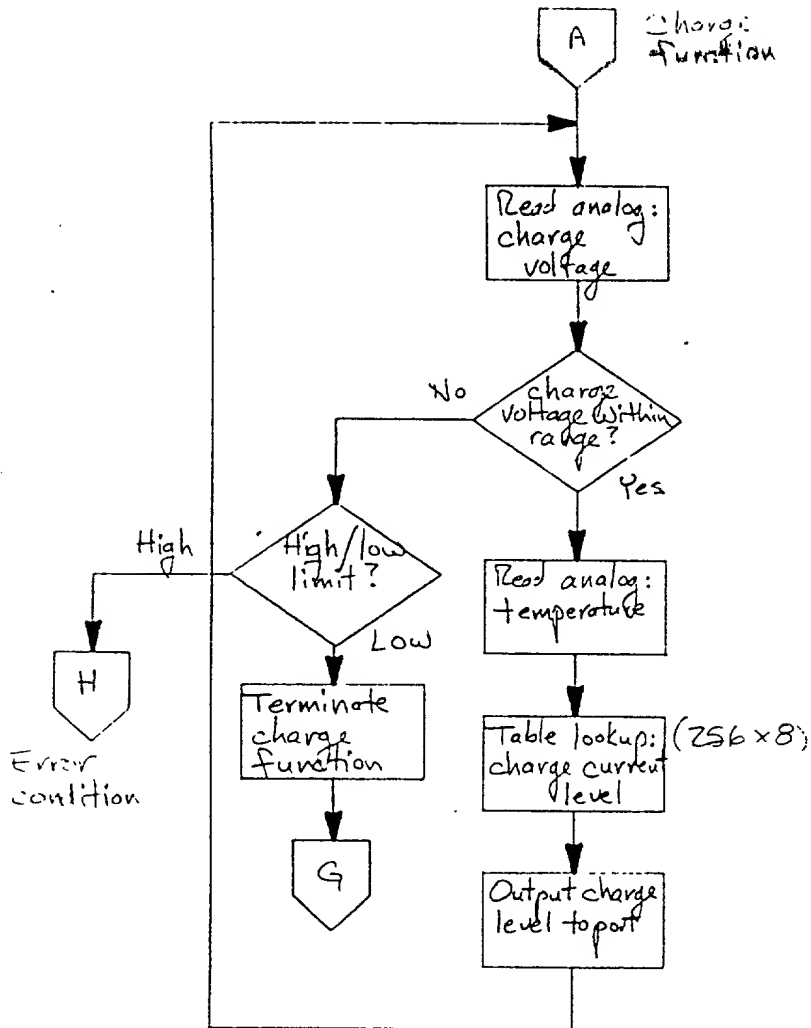 A
Charge
function
Read analog:
charge
voltage
charge
voltage within
range?
No
Yes
High/low
limit?
High
Low
H
Error
condition
Terminate
charge
function
G
Read analog:
temperature
Table lookup: (256 × 8)
charge current
level
Output charge
level to port